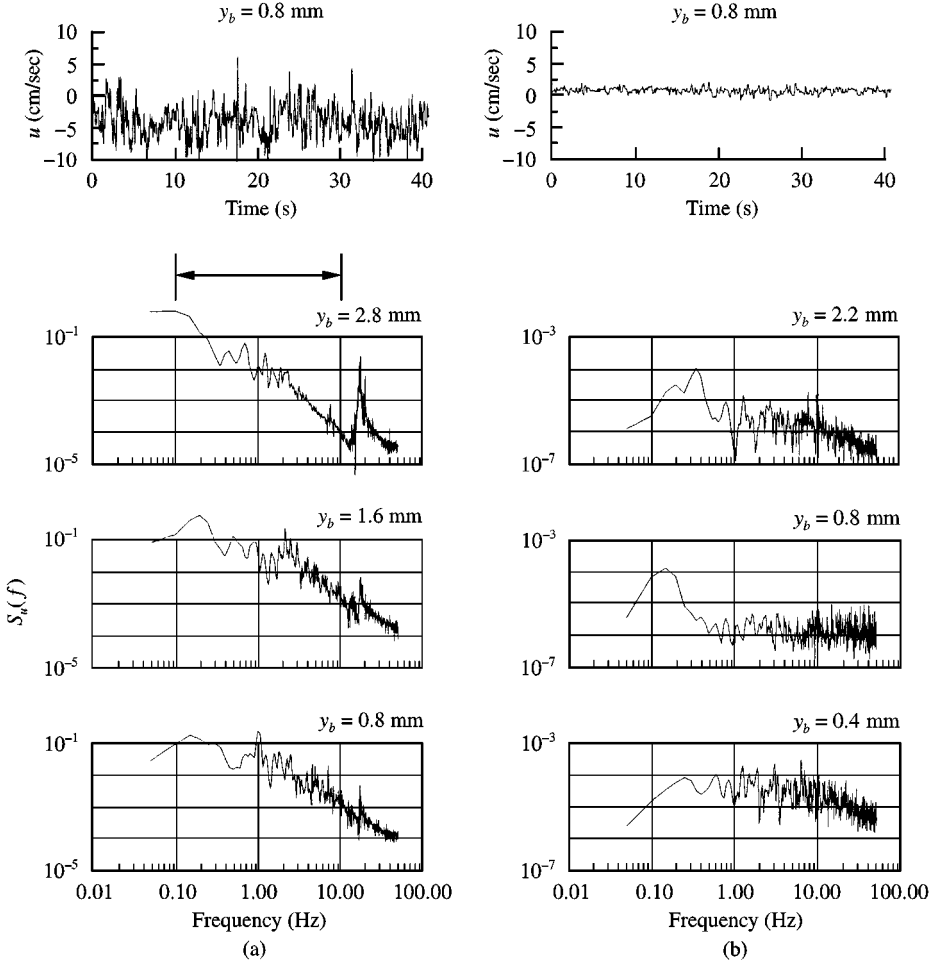 y_b = 0.8 mm
10
5
0
−5
−10
u (cm/sec)
0 10 20 30 40
Time (s)
y_b = 0.8 mm
10
5
0
−5
−10
u (cm/sec)
0 10 20 30 40
Time (s)
y_b = 2.8 mm
10^−1
10^−5
y_b = 1.6 mm
10^−1
10^−5
S_u(f)
y_b = 0.8 mm
10^−1
10^−5
0.01 0.10 1.00 10.00 100.00
Frequency (Hz)
(a)
y_b = 2.2 mm
10^−3
10^−7
y_b = 0.8 mm
10^−3
10^−7
y_b = 0.4 mm
10^−3
10^−7
0.01 0.10 1.00 10.00 100.00
Frequency (Hz)
(b)